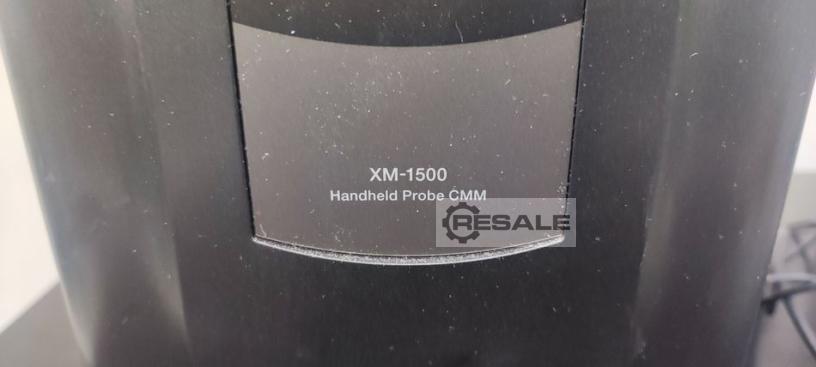 XM-1500
Handheld Probe CMM
RESALE